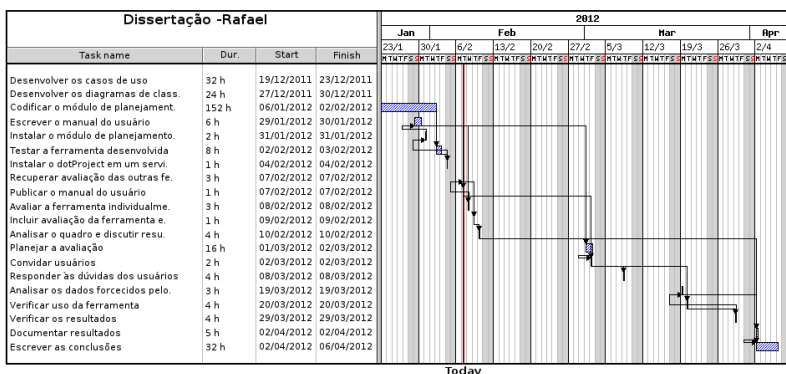 Dissertação -Rafael
2012
Jan Feb Mar Apr
23/1 30/1 6/2 13/2 20/2 27/2 5/3 12/3 19/3 26/3 2/4
Task name Dur. Start Finish
M T W T F S S M T W T F S S M T W T F S S M T W T F S S M T W T F S S M T W T F S S M T W T F S S M T W T F S S M T W T F S S M T W T F S S M T W T F S S
Desenvolver os casos de uso 32 h 19/12/2011 23/12/2011
Desenvolver os diagramas de class. 24 h 27/12/2011 30/12/2011
Codificar o módulo de planejament. 152 h 06/01/2012 02/02/2012
Escrever o manual do usuário 6 h 29/01/2012 30/01/2012
Instalar o módulo de planejamento. 2 h 31/01/2012 31/01/2012
Testar a ferramenta desenvolvida 8 h 02/02/2012 03/02/2012
Instalar o dotProject em um servi. 1 h 04/02/2012 04/02/2012
Recuperar avaliação das outras fe. 3 h 07/02/2012 07/02/2012
Publicar o manual do usuário 1 h 07/02/2012 07/02/2012
Avaliar a ferramenta individualme. 3 h 08/02/2012 08/02/2012
Incluir avaliação da ferramenta e. 1 h 09/02/2012 09/02/2012
Analisar o quadro e discutir resu. 4 h 10/02/2012 10/02/2012
Planejar a avaliação 16 h 01/03/2012 02/03/2012
Convidar usuários 2 h 02/03/2012 02/03/2012
Responder às dúvidas dos usuários 4 h 08/03/2012 08/03/2012
Analisar os dados forcecidos pelo. 3 h 19/03/2012 19/03/2012
Verificar uso da ferramenta 4 h 20/03/2012 20/03/2012
Verificar os resultados 4 h 29/03/2012 29/03/2012
Documentar resultados 5 h 02/04/2012 02/04/2012
Escrever as conclusões 32 h 02/04/2012 06/04/2012
Today